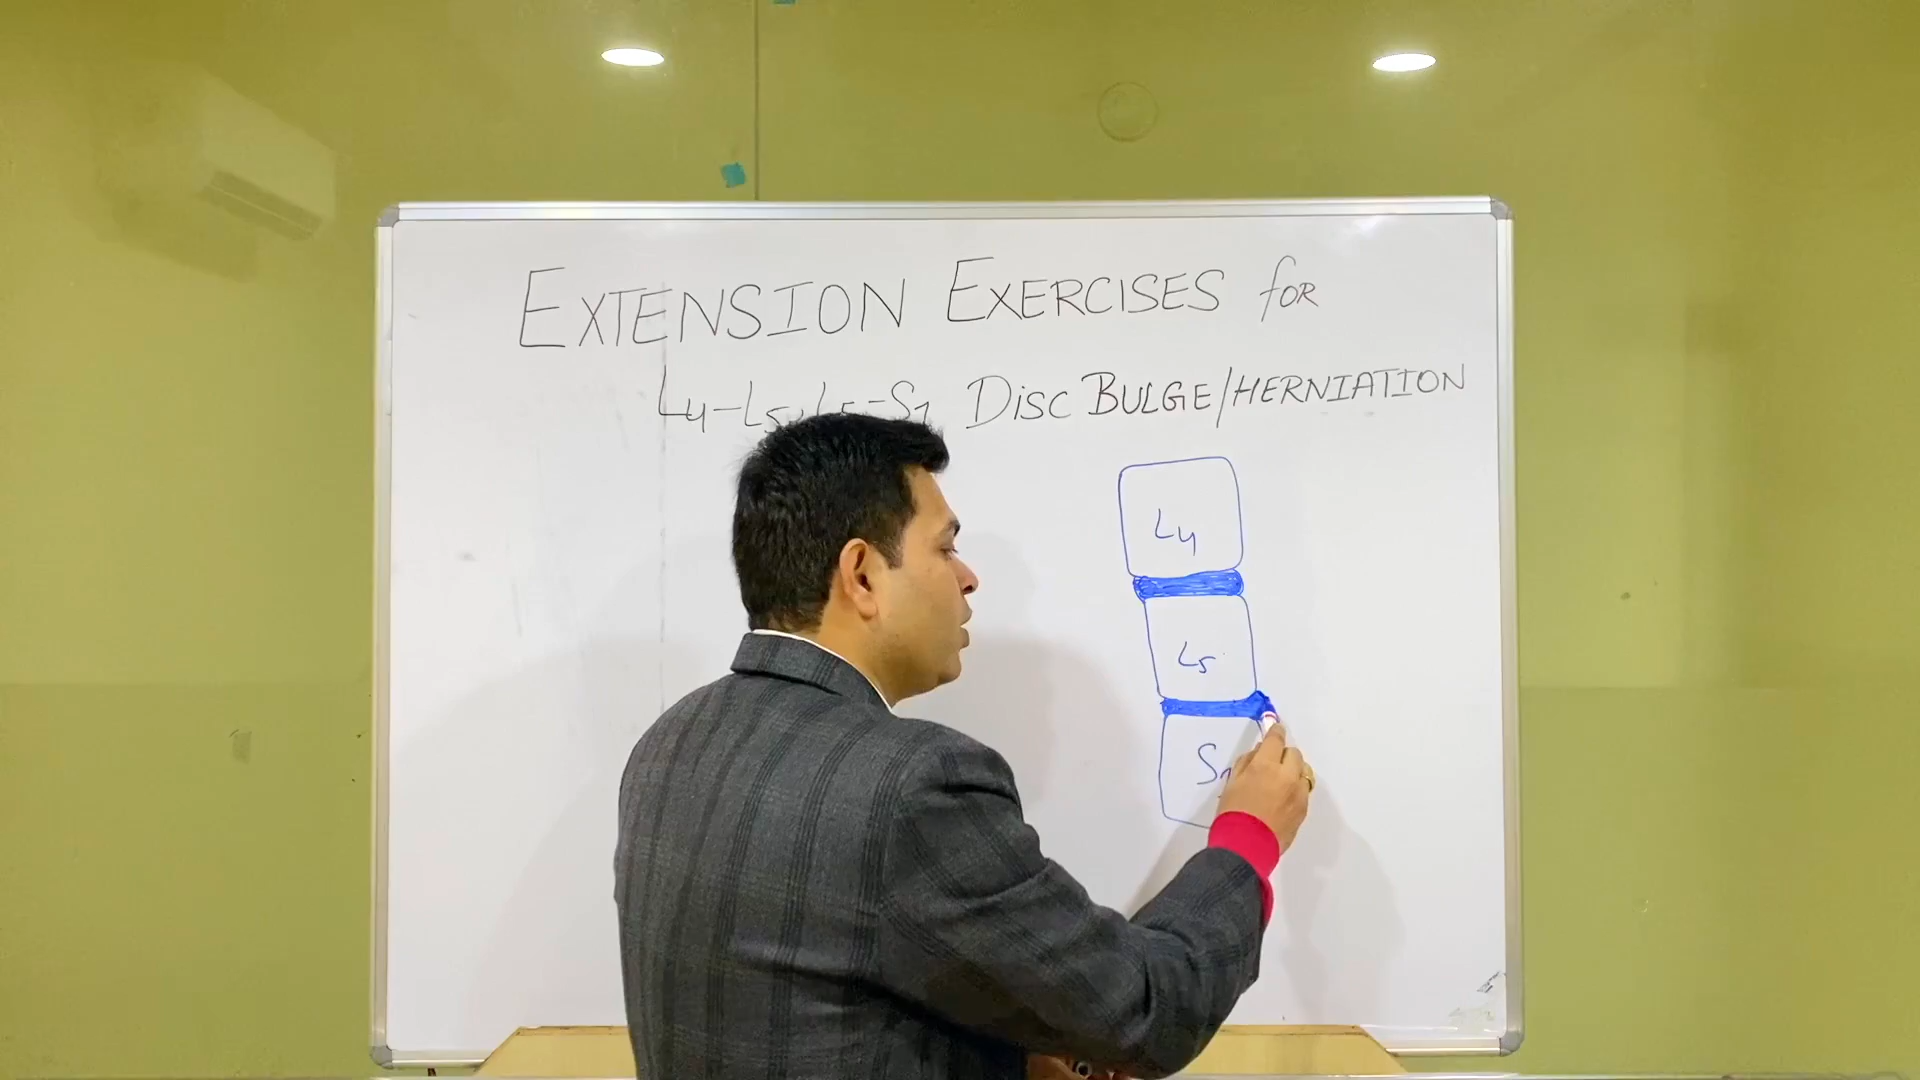 EXTENSION EXERCISES for
L4-L5, L5-S1 DISC BULGE/HERNIATION
L4
L5
S1